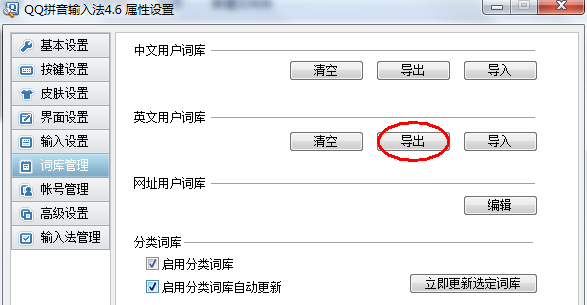 QQ拼音输入法4.6 属性设置
基本设置
按键设置
皮肤设置
界面设置
输入设置
词库管理
帐号管理
高级设置
输入法管理
中文用户词库
清空 导出 导入
英文用户词库
清空 导出 导入
网址用户词库
编辑
分类词库
启用分类词库
启用分类词库自动更新 立即更新选定词库